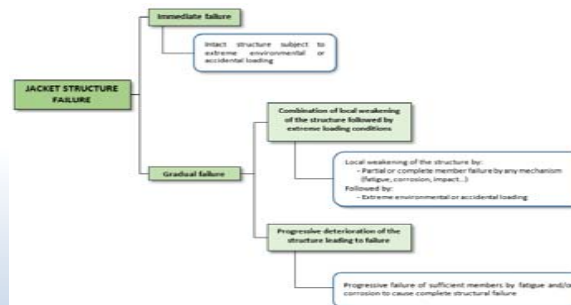 Immediate failure
Intact structure subject to
extreme environmental or
accidental loading
JACKET STRUCTURE
FAILURE
Combination of local weakening
of the structure followed by
extreme loading conditions
Local weakening of the structure by:
- Partial or complete member failure by any mechanism
(fatigue, corrosion, impact...)
Followed by:
- Extreme environmental or accidental loading
Gradual failure
Progressive deterioration of the
structure leading to failure
Progressive failure of sufficient members by fatigue and/o
corrosion to cause complete structural failure